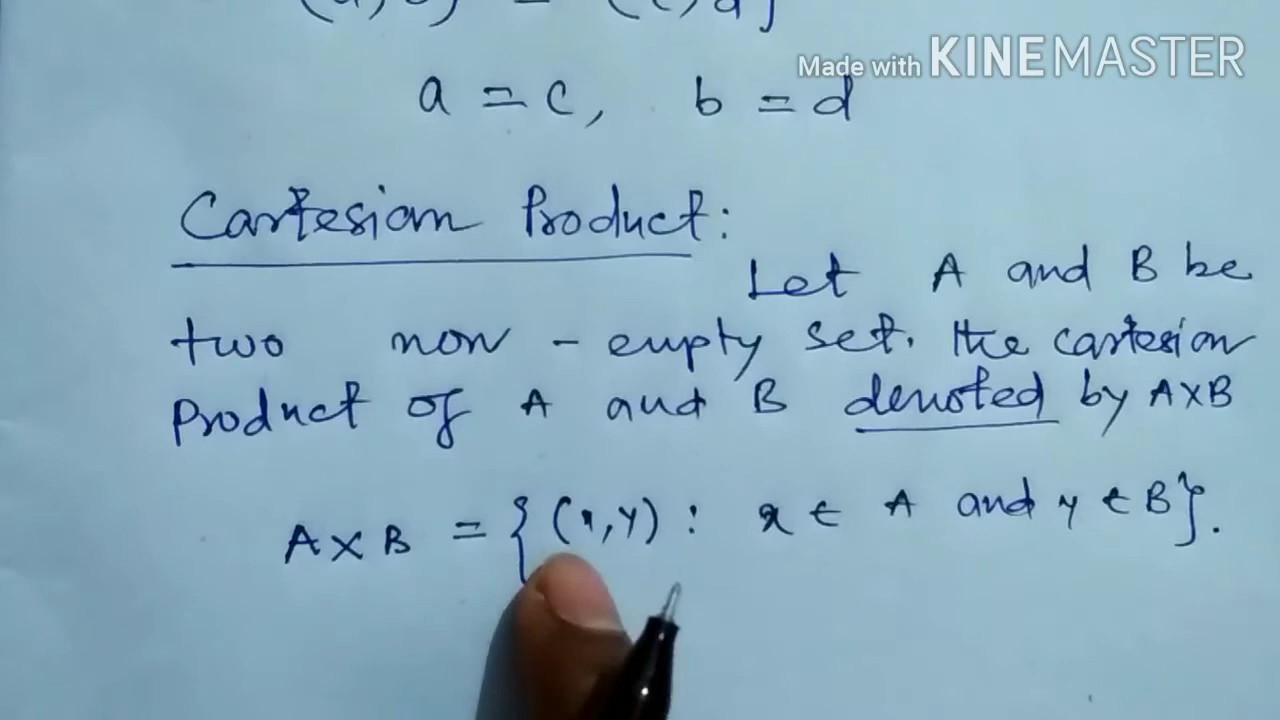 (a,b) = (c,d)
Made with KINEMASTER
a = c, b = d
Cartesian Product:
Let A and B be
two non - empty set. the cartesion
Product of A and B denoted by A×B
A × B = {(x,y) : x ∈ A and y ∈ B}.